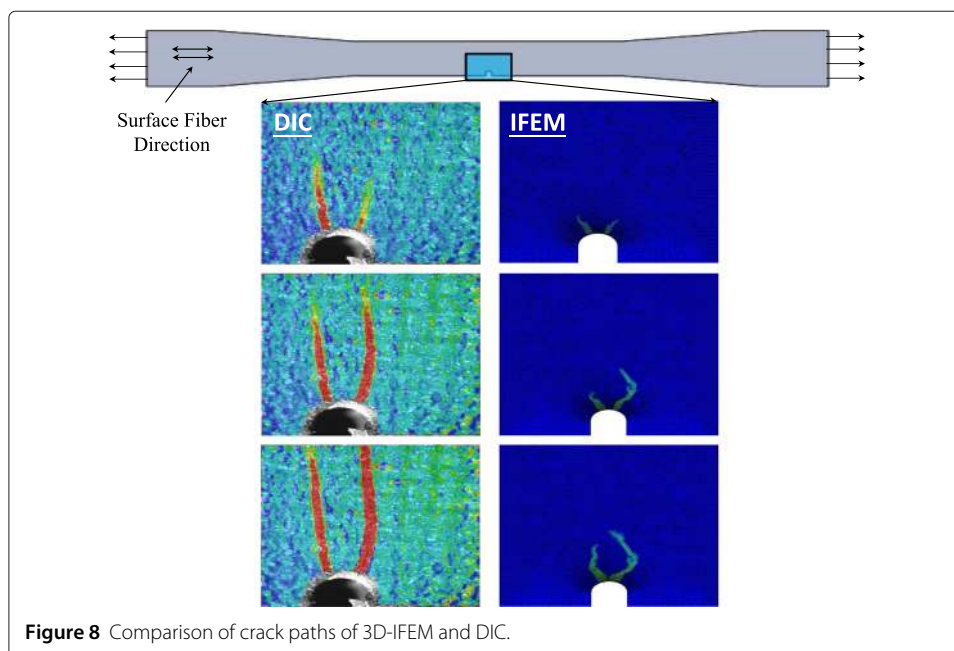 Surface Fiber
Direction
DIC
IFEM
Figure 8 Comparison of crack paths of 3D-IFEM and DIC.